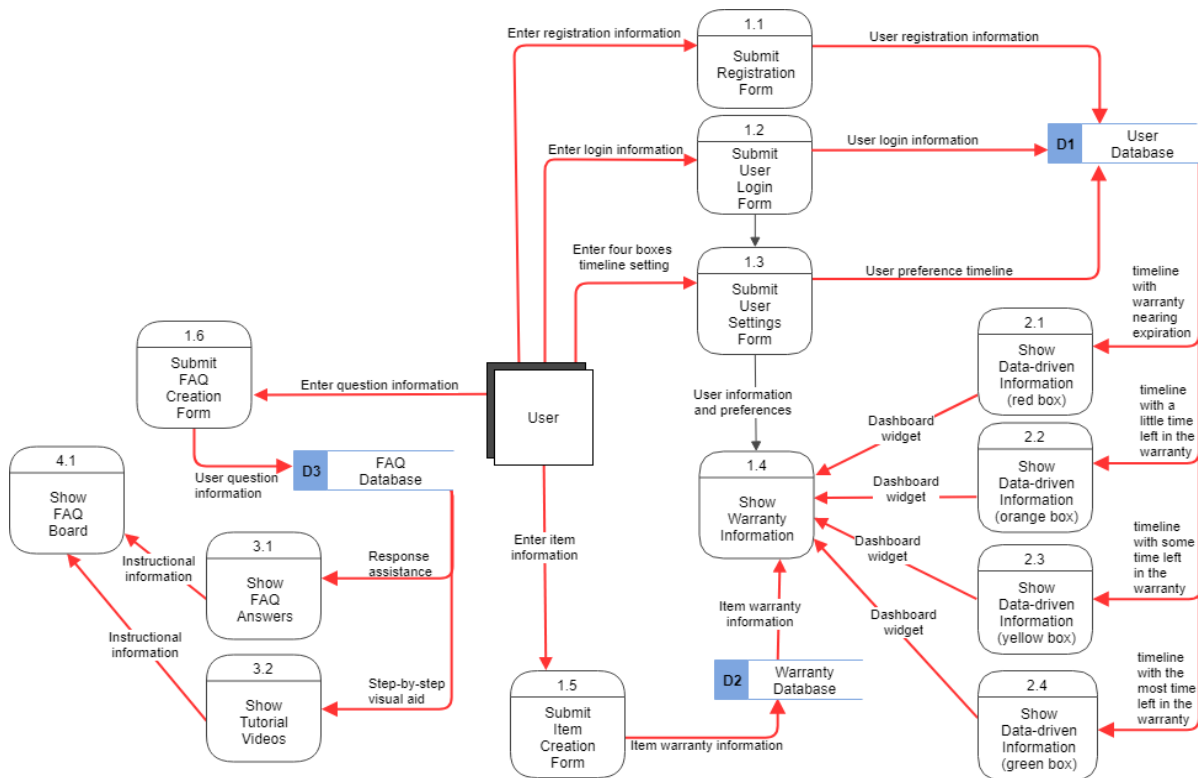 1.1
Enter registration information
User registration information
Submit
Registration
Form
1.2
Enter login information
User login information
Submit
User
Login
Form
D1
User
Database
Enter four boxes
timeline setting
1.3
User preference timeline
Submit
User
Settings
Form
timeline
with
warranty
nearing
expiration
1.6
Submit
FAQ
Creation
Form
2.1
Show
Data-driven
Information
(red box)
Enter question information
User
User information
and preferences
Dashboard
widget
timeline
with a
little time
left in the
warranty
2.2
Show
Data-driven
Information
(orange box)
4.1
Show
FAQ
Board
User question
information
D3
FAQ
Database
1.4
Show
Warranty
Information
Dashboard
widget
Enter item
information
3.1
Show
FAQ
Answers
Instructional
information
Response
assistance
Dashboard
widget
2.3
Show
Data-driven
Information
(yellow box)
timeline
with some
time left
in the
warranty
Item warranty
information
Dashboard
widget
Instructional
information
3.2
Show
Tutorial
Videos
Step-by-step
visual aid
1.5
Submit
Item
Creation
Form
D2
Warranty
Database
Item warranty information
2.4
Show
Data-driven
Information
(green box)
timeline
with the
most time
left in the
warranty